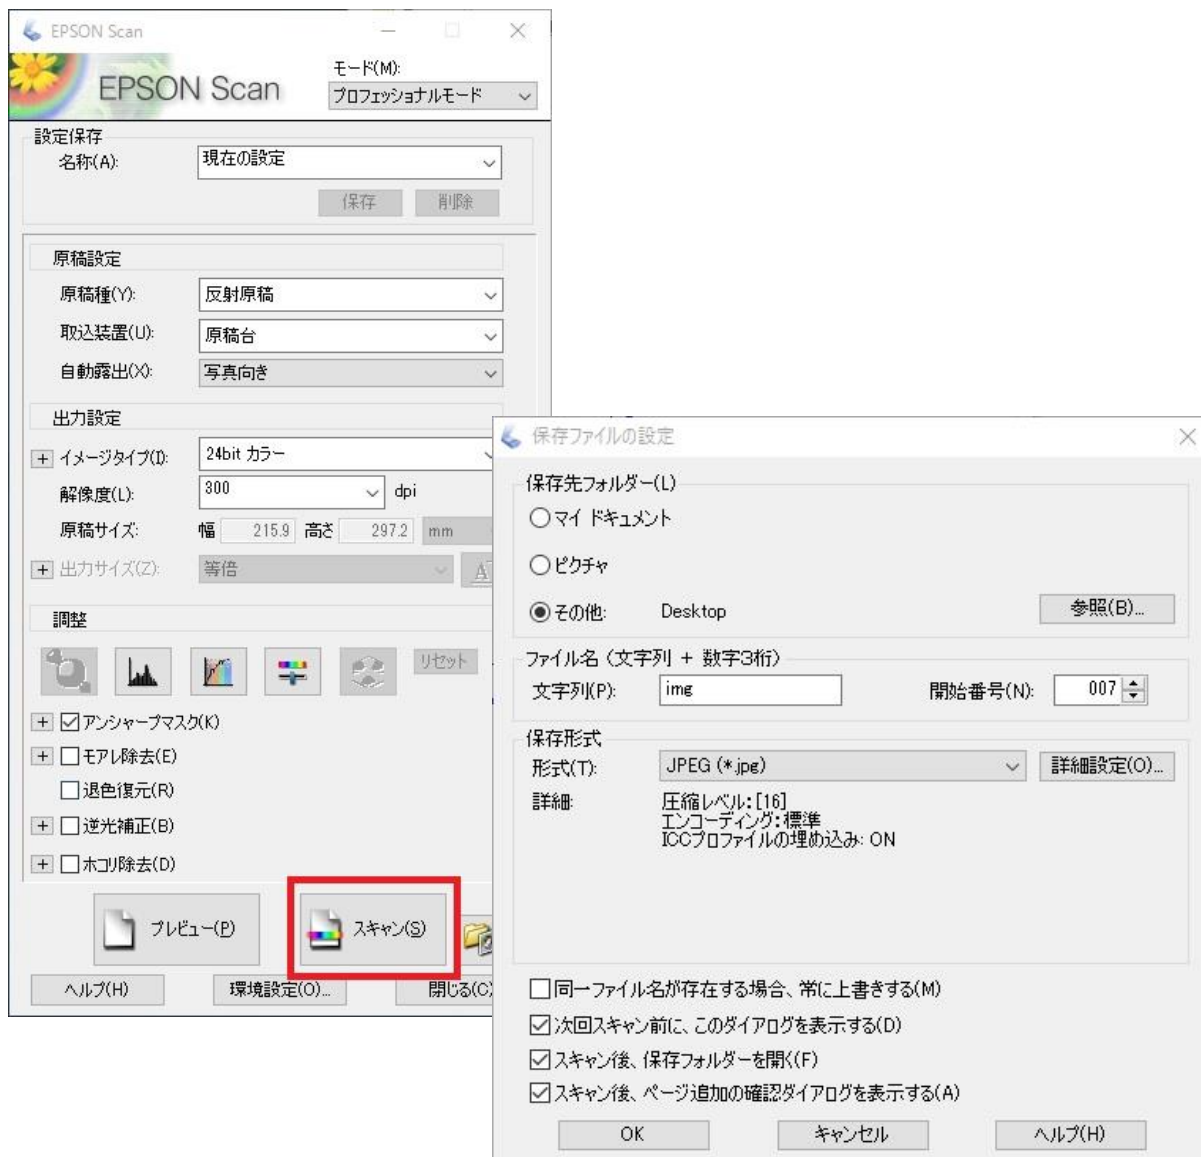 EPSON Scan
EPSON Scan
モード(M):
プロフェッショナルモード
設定保存
名称(A):
現在の設定
保存
削除
原稿設定
原稿種(Y):
反射原稿
取込装置(U):
原稿台
自動露出(X):
写真向き
出力設定
イメージタイプ(I):
24bit カラー
解像度(L):
300
dpi
原稿サイズ:
幅 215.9 高さ 297.2 mm
出力サイズ(Z):
等倍
A
調整
リセット
アンシャープマスク(K)
モアレ除去(E)
退色復元(R)
逆光補正(B)
ホコリ除去(D)
プレビュー(P)
スキャン(S)
ヘルプ(H)
環境設定(O)...
閉じる(C)
保存ファイルの設定
保存先フォルダー(L)
マイ ドキュメント
ピクチャ
その他: Desktop
参照(B)...
ファイル名 (文字列 + 数字3桁)
文字列(P):
img
開始番号(N):
007
保存形式
形式(T):
JPEG (*.jpg)
詳細設定(O)...
詳細:
圧縮レベル:[16]
エンコーディング:標準
ICCプロファイルの埋め込み: ON
同一ファイル名が存在する場合、常に上書きする(M)
次回スキャン前に、このダイアログを表示する(D)
スキャン後、保存フォルダーを開く(F)
スキャン後、ページ追加の確認ダイアログを表示する(A)
OK
キャンセル
ヘルプ(H)